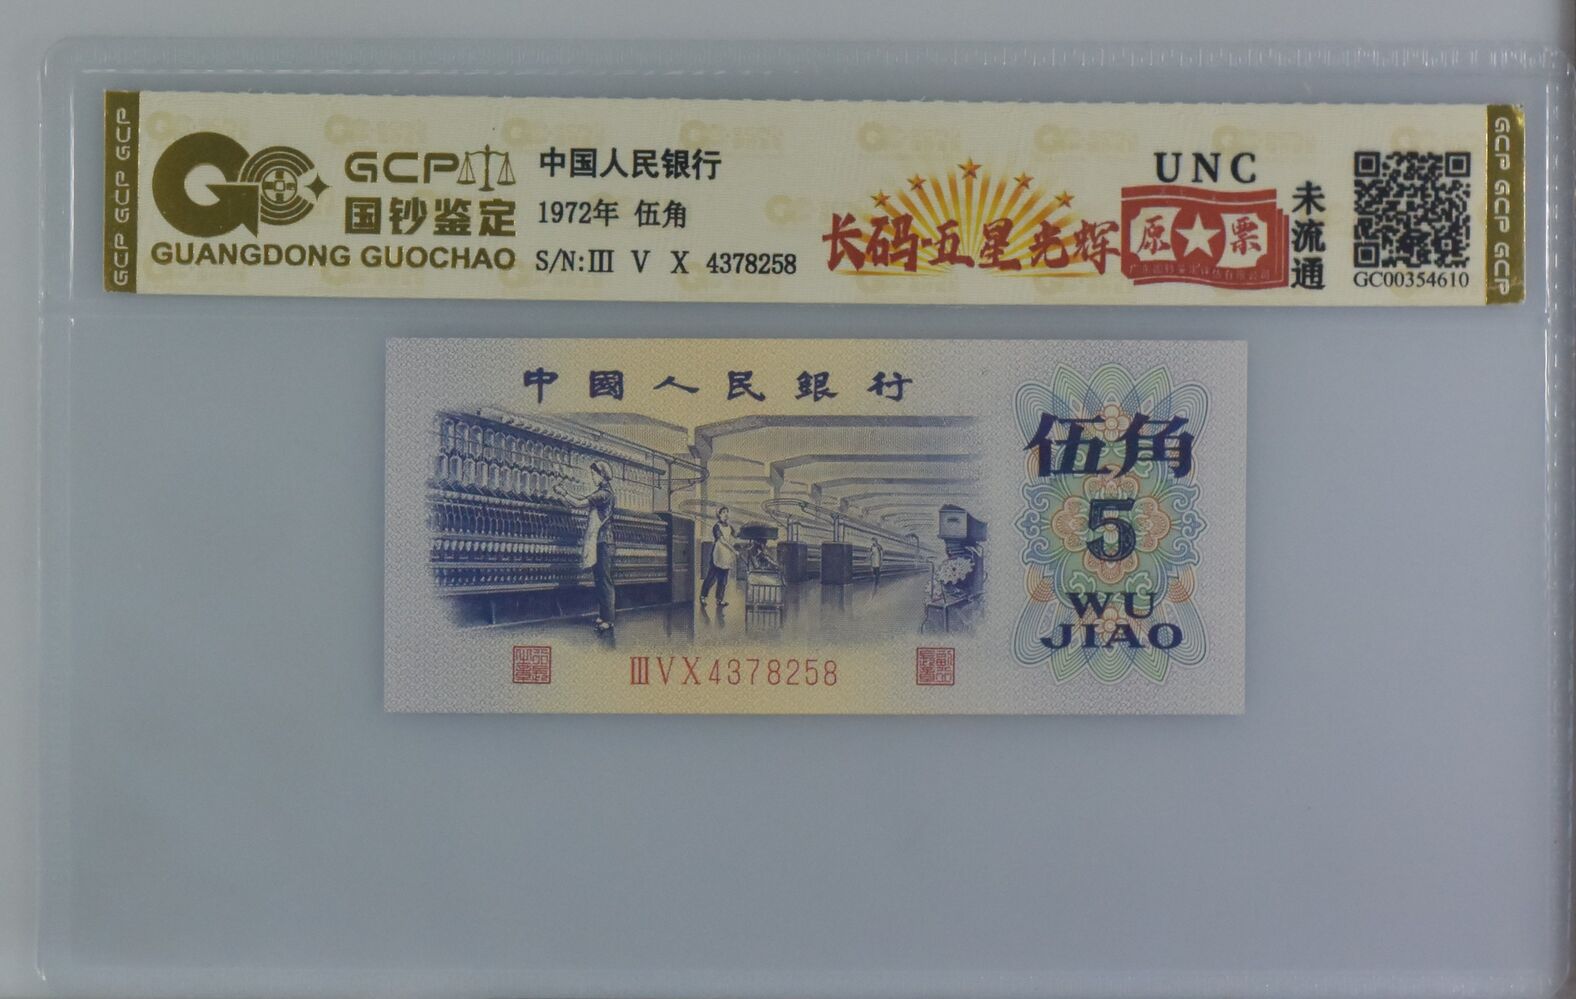 GCP GCP GCP
GCP
国钞鉴定
GUANGDONG GUOCHAO
中国人民银行
1972年 伍角
S/N:Ⅲ Ⅴ Ⅹ 4378258
长码·五星光辉
UNC
原★票
未流通
GC00354610
GCP GCP GCP
中國人民銀行
伍角
5
WU
JIAO
ⅢⅤⅩ4378258